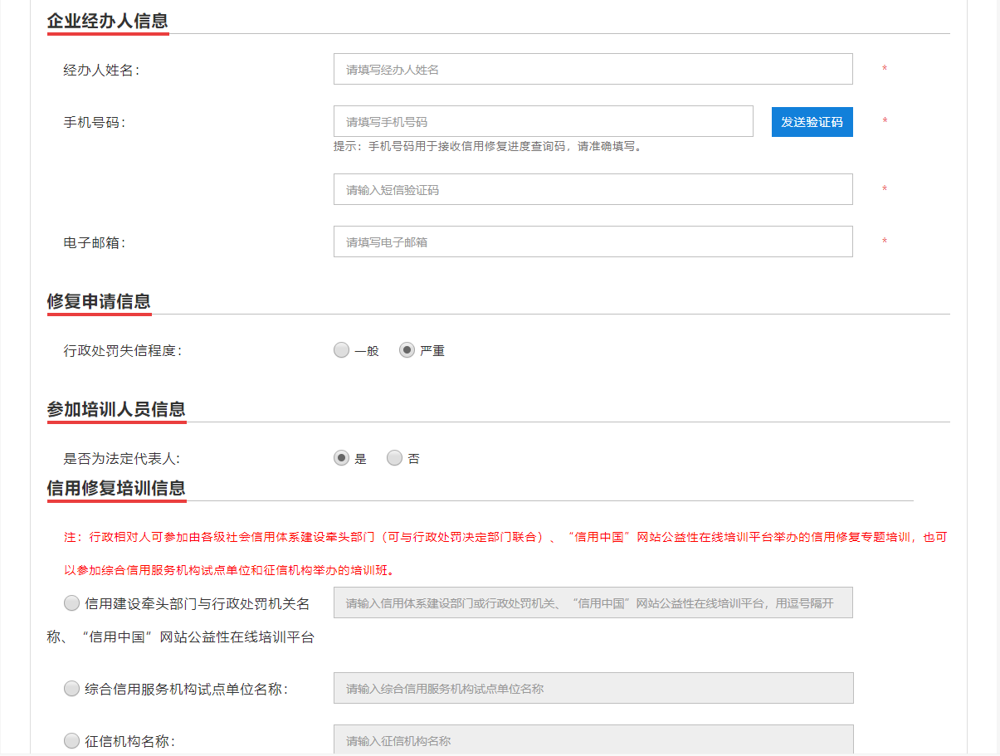 企业经办人信息
经办人姓名：
请填写经办人姓名
*
手机号码：
请填写手机号码
发送验证码
*
提示：手机号码用于接收信用修复进度查询码，请准确填写。
请输入短信验证码
*
电子邮箱：
请填写电子邮箱
*
修复申请信息
行政处罚失信程度：
一般
严重
参加培训人员信息
是否为法定代表人：
是
否
信用修复培训信息
注：行政相对人可参加由各级社会信用体系建设牵头部门（可与行政处罚决定部门联合）、“信用中国”网站公益性在线培训平台举办的信用修复专题培训，也可
以参加综合信用服务机构试点单位和征信机构举办的培训班。
信用建设牵头部门与行政处罚机关名
请输入信用体系建设部门或行政处罚机关、“信用中国”网站公益性在线培训平台，用逗号隔开
称、“信用中国”网站公益性在线培训平台
综合信用服务机构试点单位名称：
请输入综合信用服务机构试点单位名称
征信机构名称：
请输入征信机构名称